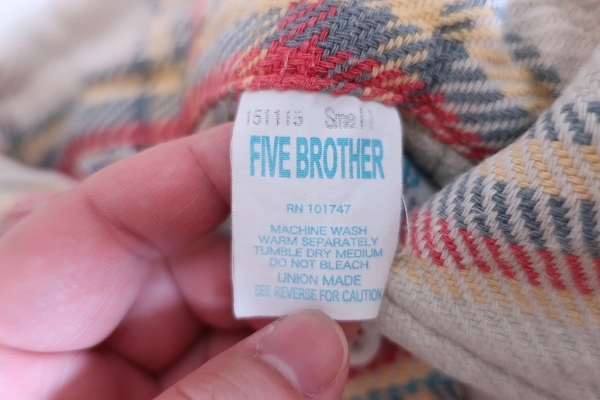 151115 Small
FIVE BROTHER
RN 101747
MACHINE WASH
WARM SEPARATELY
TUMBLE DRY MEDIUM
DO NOT BLEACH
UNION MADE
SEE REVERSE FOR CAUTION